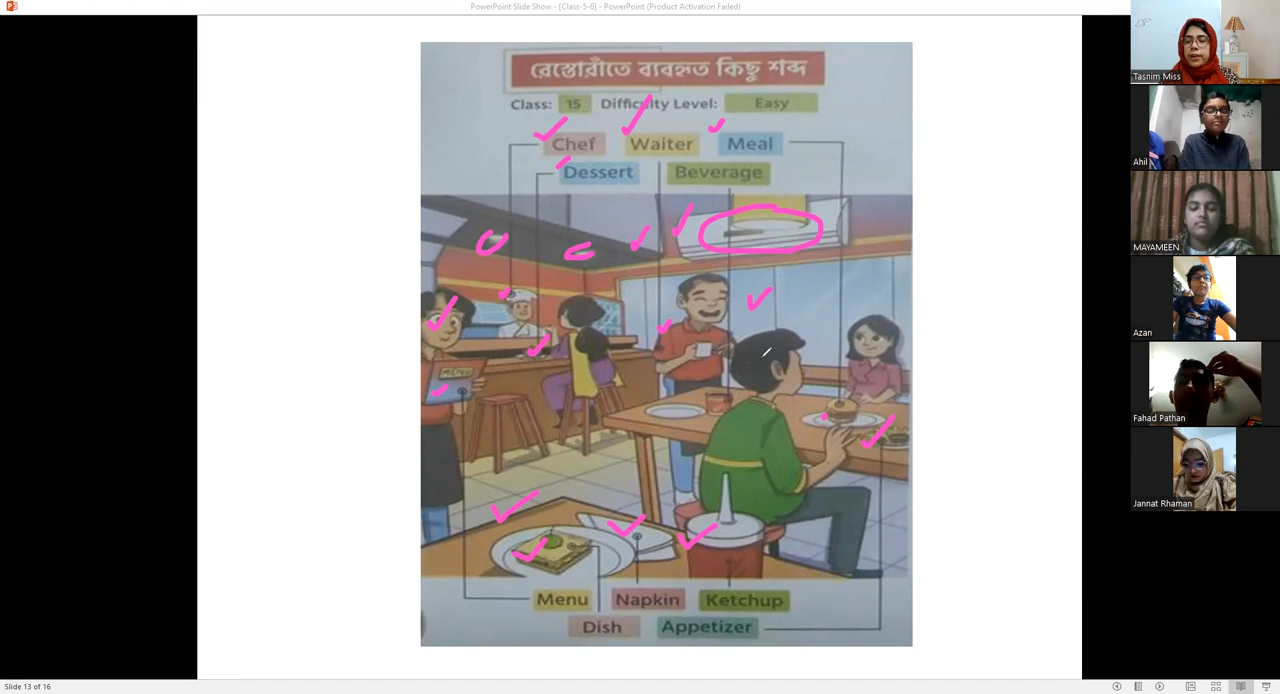 PowerPoint Slide Show - [Class-5-6] - PowerPoint (Product Activation Failed)
রেস্তোরাঁতে ব্যবহৃত কিছু শব্দ
Class: 15 Difficulty Level: Easy
Chef Waiter Meal
Dessert Beverage
MENU
Menu Napkin Ketchup
Dish Appetizer
Tasnim Miss
Ahil
MAYAMEEN
Azan
Fahad Pathan
Jannat Rhaman
Slide 13 of 16